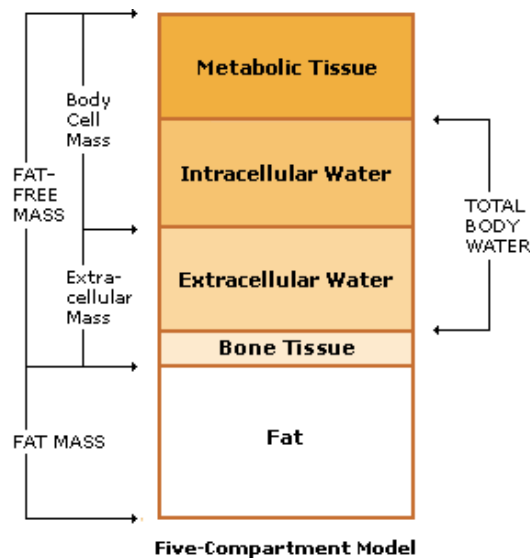 Metabolic Tissue
Body
Cell
Mass
Intracellular Water
FAT-
FREE
MASS
TOTAL
BODY
WATER
Extra-
cellular
Mass
Extracellular Water
Bone Tissue
FAT MASS
Fat
Five-Compartment Model